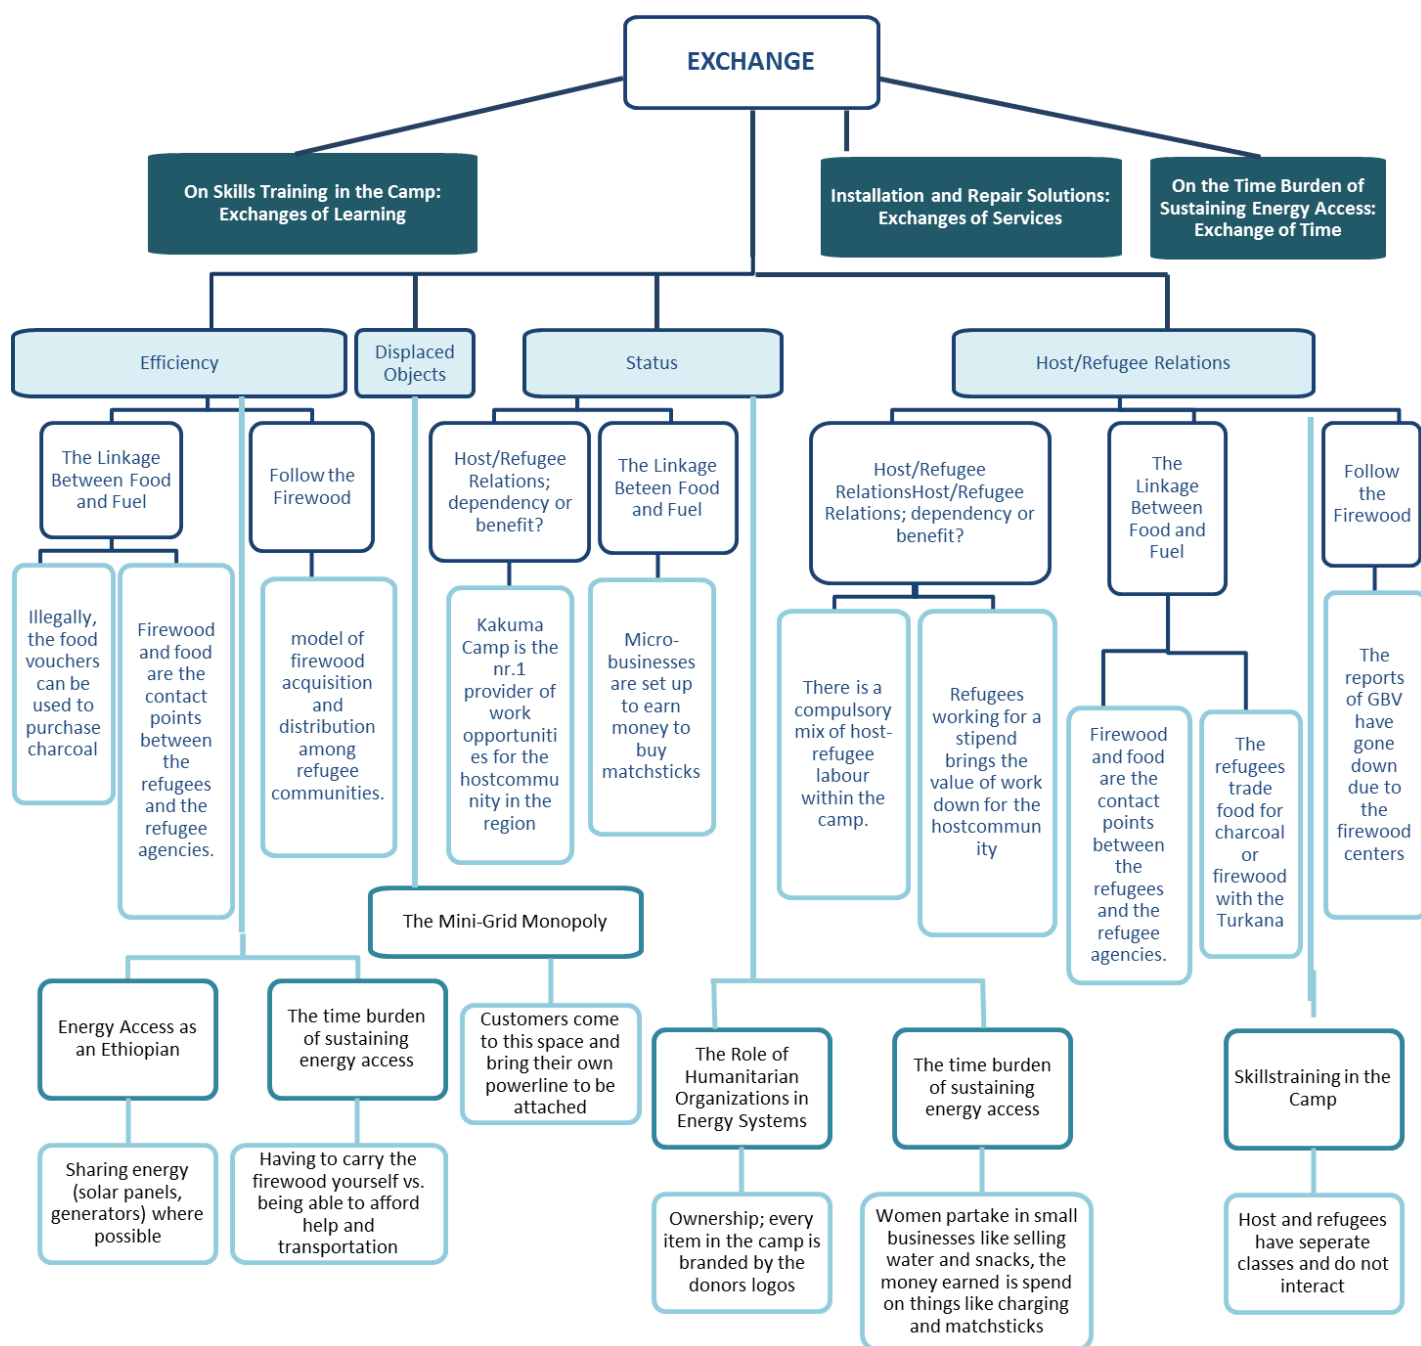 EXCHANGE
On Skills Training in the Camp:
Exchanges of Learning
Installation and Repair Solutions:
Exchanges of Services
On the Time Burden of
Sustaining Energy Access:
Exchange of Time
Efficiency
Displaced
Objects
Status
Host/Refugee Relations
The Linkage
Between Food
and Fuel
Follow the
Firewood
Host/Refugee
Relations;
dependency or
benefit?
The Linkage
Beteen Food
and Fuel
Host/Refugee
RelationsHost/Refugee
Relations; dependency or
benefit?
The
Linkage
Between
Food and
Fuel
Follow
the
Firewood
Illegally,
the food
vouchers
can be
used to
purchase
charcoal
Firewood
and food
are the
contact
points
between
the
refugees
and the
refugee
agencies.
model of
firewood
acquisition
and
distribution
among
refugee
communities.
Kakuma
Camp is the
nr.1
provider of
work
opportuniti
es for the
hostcommu
nity in the
region
Micro-
businesses
are set up
to earn
money to
buy
matchsticks
There is a
compulsory
mix of host-
refugee
labour
within the
camp.
Refugees
working for a
stipend
brings the
value of work
down for the
hostcommun
ity
Firewood
and food
are the
contact
points
between
the
refugees
and the
refugee
agencies.
The
refugees
trade
food for
charcoal
or
firewood
with the
Turkana
The
reports
of GBV
have
gone
down
due to
the
firewood
centers
The Mini-Grid Monopoly
Energy Access as
an Ethiopian
The time burden
of sustaining
energy access
Customers come
to this space and
bring their own
powerline to be
attached
The Role of
Humanitarian
Organizations in
Energy Systems
The time burden
of sustaining
energy access
Skillstraining in the
Camp
Sharing energy
(solar panels,
generators) where
possible
Having to carry the
firewood yourself vs.
being able to afford
help and
transportation
Ownership; every
item in the camp is
branded by the
donors logos
Women partake in small
businesses like selling
water and snacks, the
money earned is spend
on things like charging
and matchsticks
Host and refugees
have seperate
classes and do not
interact